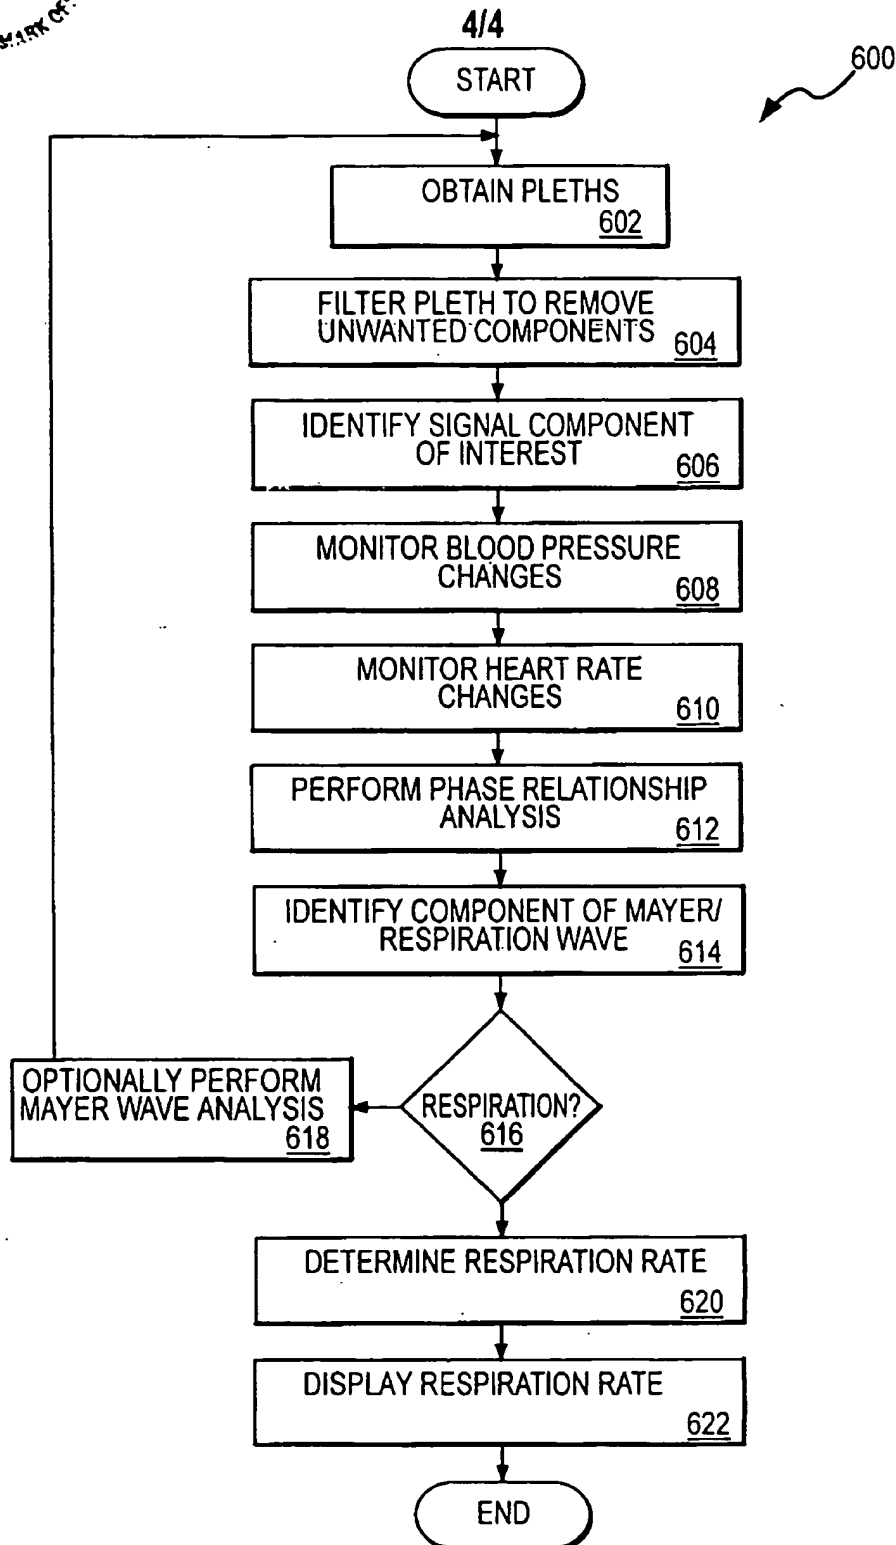 MARK OF
4/4
600
START
OBTAIN PLETHS
602
FILTER PLETH TO REMOVE
UNWANTED COMPONENTS
604
IDENTIFY SIGNAL COMPONENT
OF INTEREST
606
MONITOR BLOOD PRESSURE
CHANGES
608
MONITOR HEART RATE
CHANGES
610
PERFORM PHASE RELATIONSHIP
ANALYSIS
612
IDENTIFY COMPONENT OF MAYER/
RESPIRATION WAVE
614
OPTIONALLY PERFORM
MAYER WAVE ANALYSIS
618
RESPIRATION?
616
DETERMINE RESPIRATION RATE
620
DISPLAY RESPIRATION RATE
622
END